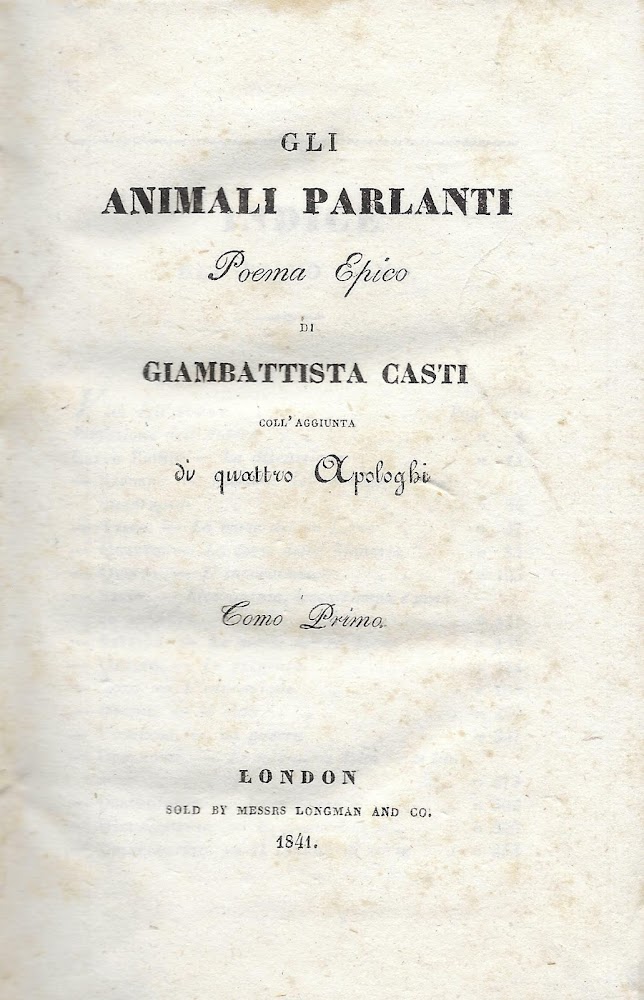 GLI
ANIMALI PARLANTI
Poema Epico
DI
GIAMBATTISTA CASTI
COLL'AGGIUNTA
di quattro Apologhi
Tomo Primo.
LONDON
SOLD BY MESSRS LONGMAN AND CO.
1841.